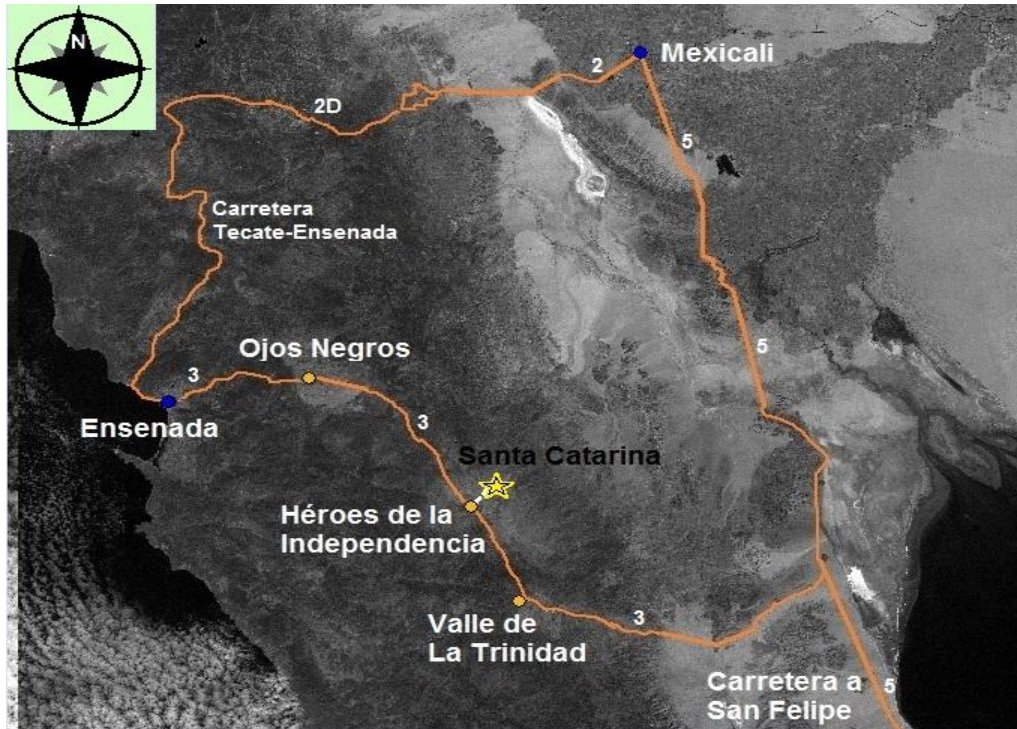 N
2
Mexicali
2D
5
Carretera
Tecate-Ensenada
5
Ojos Negros
3
Ensenada
3
Santa Catarina
Héroes de la
Independencia
Valle de
La Trinidad
3
Carretera a
San Felipe
5